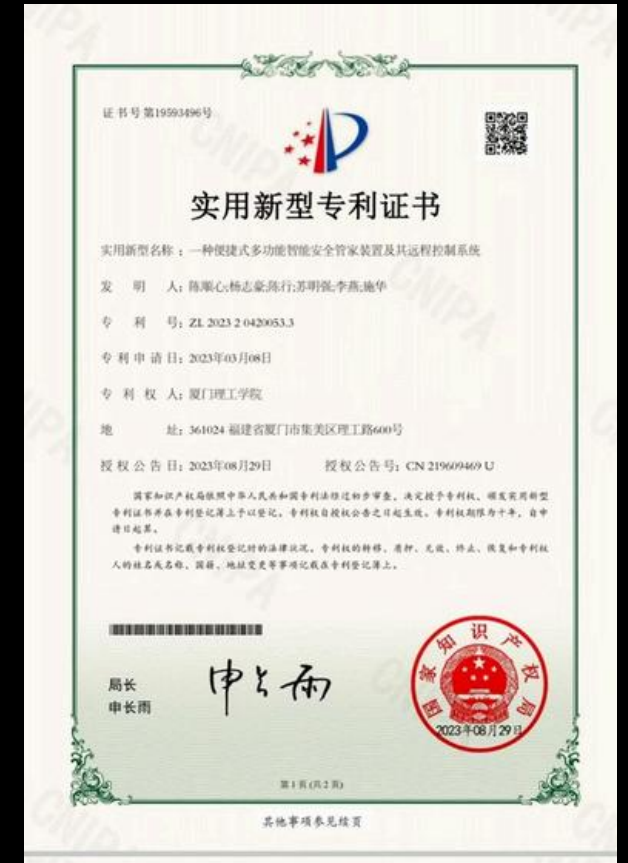 证书号第19593496号
实用新型专利证书
实用新型名称：一种便捷式多功能智能安全管家装置及其远程控制系统
发明人：陈顺心;杨志豪;陈行;苏明强;李燕;施华
专利号：ZL 2023 2 0420053.3
专利申请日：2023年03月08日
专利权人：厦门理工学院
地址：361024 福建省厦门市集美区理工路600号
授权公告日：2023年08月29日 授权公告号：CN 219609469 U
国家知识产权局依照中华人民共和国专利法经过初步审查，决定授予专利权，颁发实用新型
专利证书并在专利登记簿上予以登记。专利权自授权公告之日起生效。专利权期限为十年，自申
请日起算。
专利证书记载专利权登记时的法律状况。专利权的转移、质押、无效、终止、恢复和专利权
人的姓名或名称、国籍、地址变更等事项记载在专利登记簿上。
局长
申长雨
申长雨
国家知识产权局
2023年08月29日
第1页(共2页)
其他事项参见续页
CNIPA